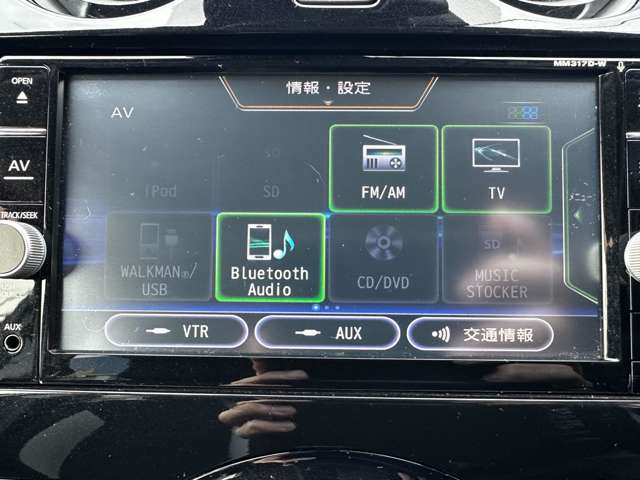 MM317D-W
OPEN
情報・設定
AV
AV
iPod
SD
FM/AM
TV
TRACK/SEEK
WALKMAN®/
USB
Bluetooth
Audio
CD/DVD
SD
MUSIC
STOCKER
AUX
VTR
AUX
交通情報